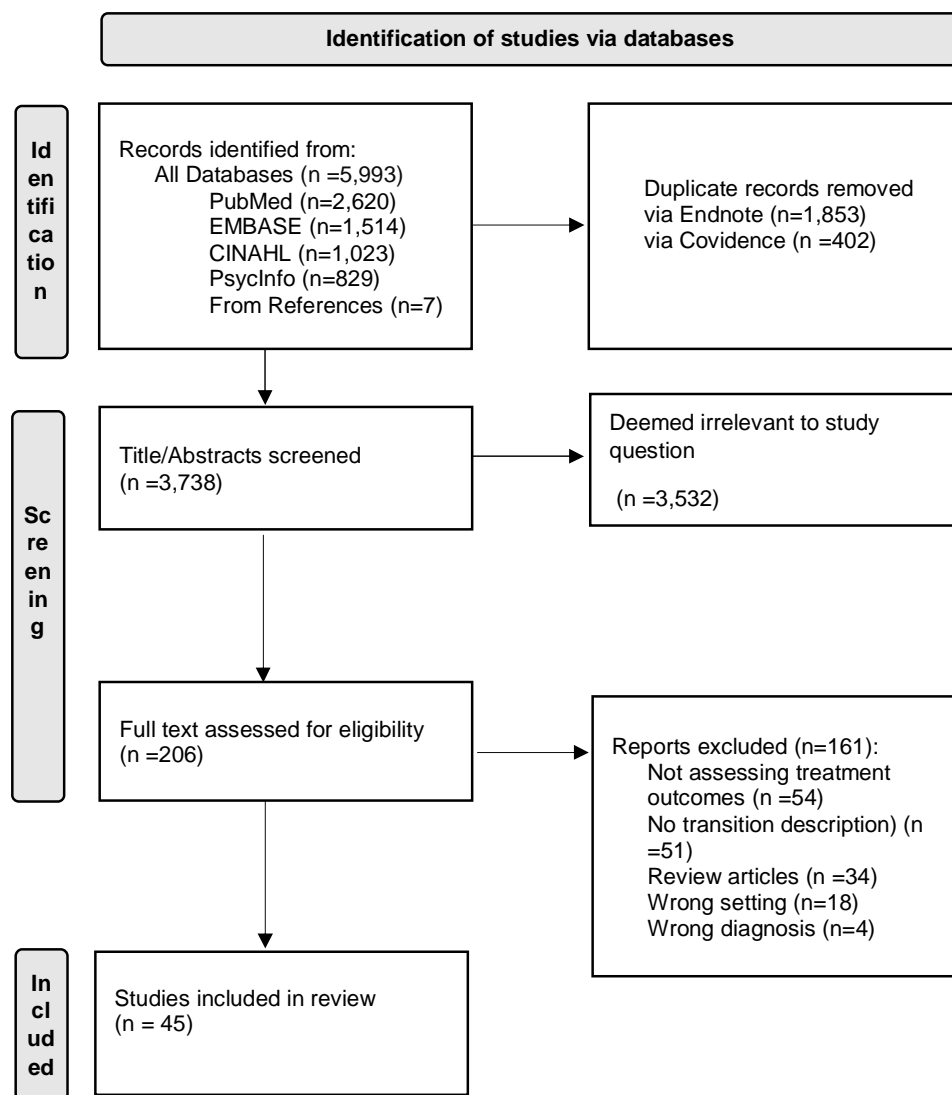 Identification of studies via databases
Id
en
tifi
ca
tio
n
Records identified from:
All Databases (n =5,993)
PubMed (n=2,620)
EMBASE (n=1,514)
CINAHL (n=1,023)
PsycInfo (n=829)
From References (n=7)
Duplicate records removed
via Endnote (n=1,853)
via Covidence (n =402)
Sc
re
en
in
g
Title/Abstracts screened
(n =3,738)
Deemed irrelevant to study
question
(n =3,532)
Full text assessed for eligibility
(n =206)
Reports excluded (n=161):
Not assessing treatment
outcomes (n =54)
No transition description) (n
=51)
Review articles (n =34)
Wrong setting (n=18)
Wrong diagnosis (n=4)
In
cl
ud
ed
Studies included in review
(n = 45)